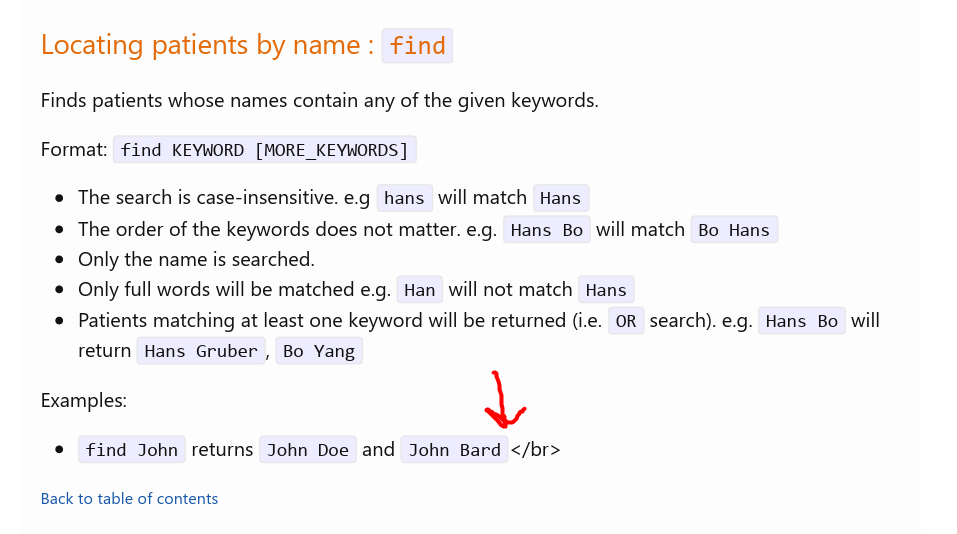 Locating patients by name : find
Finds patients whose names contain any of the given keywords.
Format: find KEYWORD [MORE_KEYWORDS]
The search is case-insensitive. e.g hans will match Hans
The order of the keywords does not matter. e.g. Hans Bo will match Bo Hans
Only the name is searched.
Only full words will be matched e.g. Han will not match Hans
Patients matching at least one keyword will be returned (i.e. OR search). e.g. Hans Bo will
return Hans Gruber, Bo Yang
Examples:
find John returns John Doe and John Bard </br>
Back to table of contents